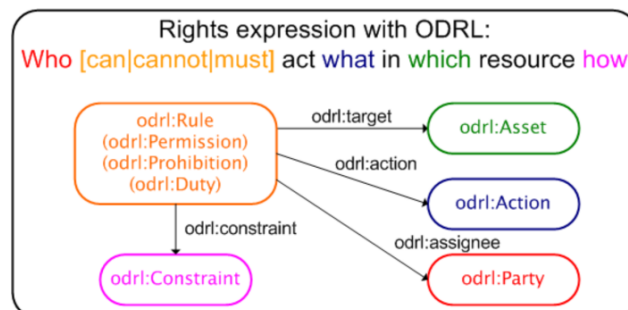 Rights expression with ODRL:
Who [can|cannot|must] act what in which resource how
odrl:Rule
(odrl:Permission)
(odrl:Prohibition)
(odrl:Duty)
odrl:target
odrl:Asset
odrl:action
odrl:Action
odrl:constraint
odrl:assignee
odrl:Constraint
odrl:Party